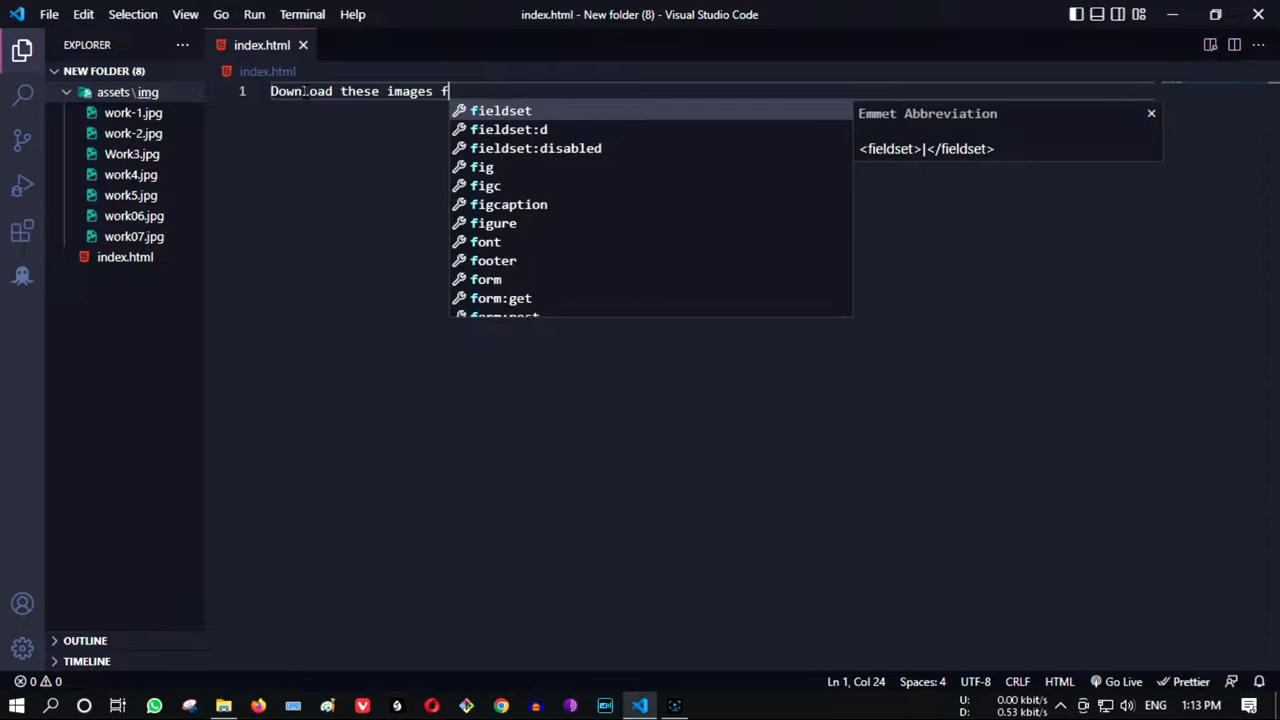 File Edit Selection View Go Run Terminal Help
index.html - New folder (8) - Visual Studio Code
EXPLORER
index.html
NEW FOLDER (8)
index.html
assets\img
work-1.jpg
work-2.jpg
Work3.jpg
work4.jpg
work5.jpg
work06.jpg
work07.jpg
index.html
1 Download these images f
fieldset
fieldset:d
fieldset:disabled
fig
figc
figcaption
figure
font
footer
form
form:get
form:post
Emmet Abbreviation
<fieldset>|</fieldset>
OUTLINE
TIMELINE
0 0
Ln 1, Col 24 Spaces: 4 UTF-8 CRLF HTML Go Live Prettier
U: 0.00 kB/s
D: 0.53 kB/s
ENG 1:13 PM